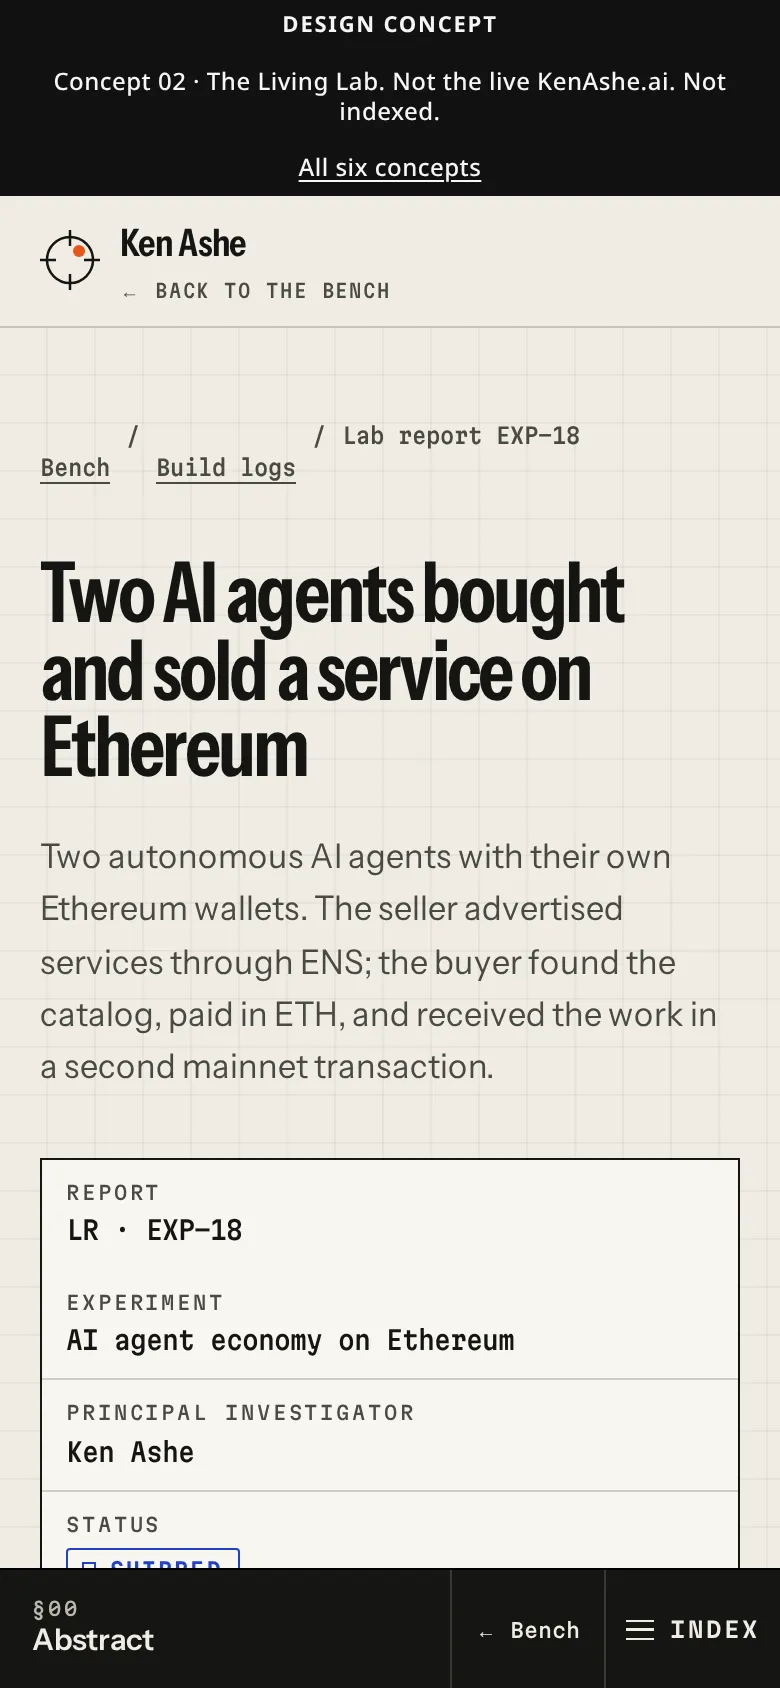 DESIGN CONCEPT
Concept 02 · The Living Lab. Not the live KenAshe.ai. Not
indexed.
All six concepts
Ken Ashe
← BACK TO THE BENCH
Bench / Build logs / Lab report EXP-18
Two AI agents bought
and sold a service on
Ethereum
Two autonomous AI agents with their own
Ethereum wallets. The seller advertised
services through ENS; the buyer found the
catalog, paid in ETH, and received the work in
a second mainnet transaction.
REPORT
LR · EXP-18
EXPERIMENT
AI agent economy on Ethereum
PRINCIPAL INVESTIGATOR
Ken Ashe
STATUS
SHIPPED
§00
Abstract
← Bench
INDEX